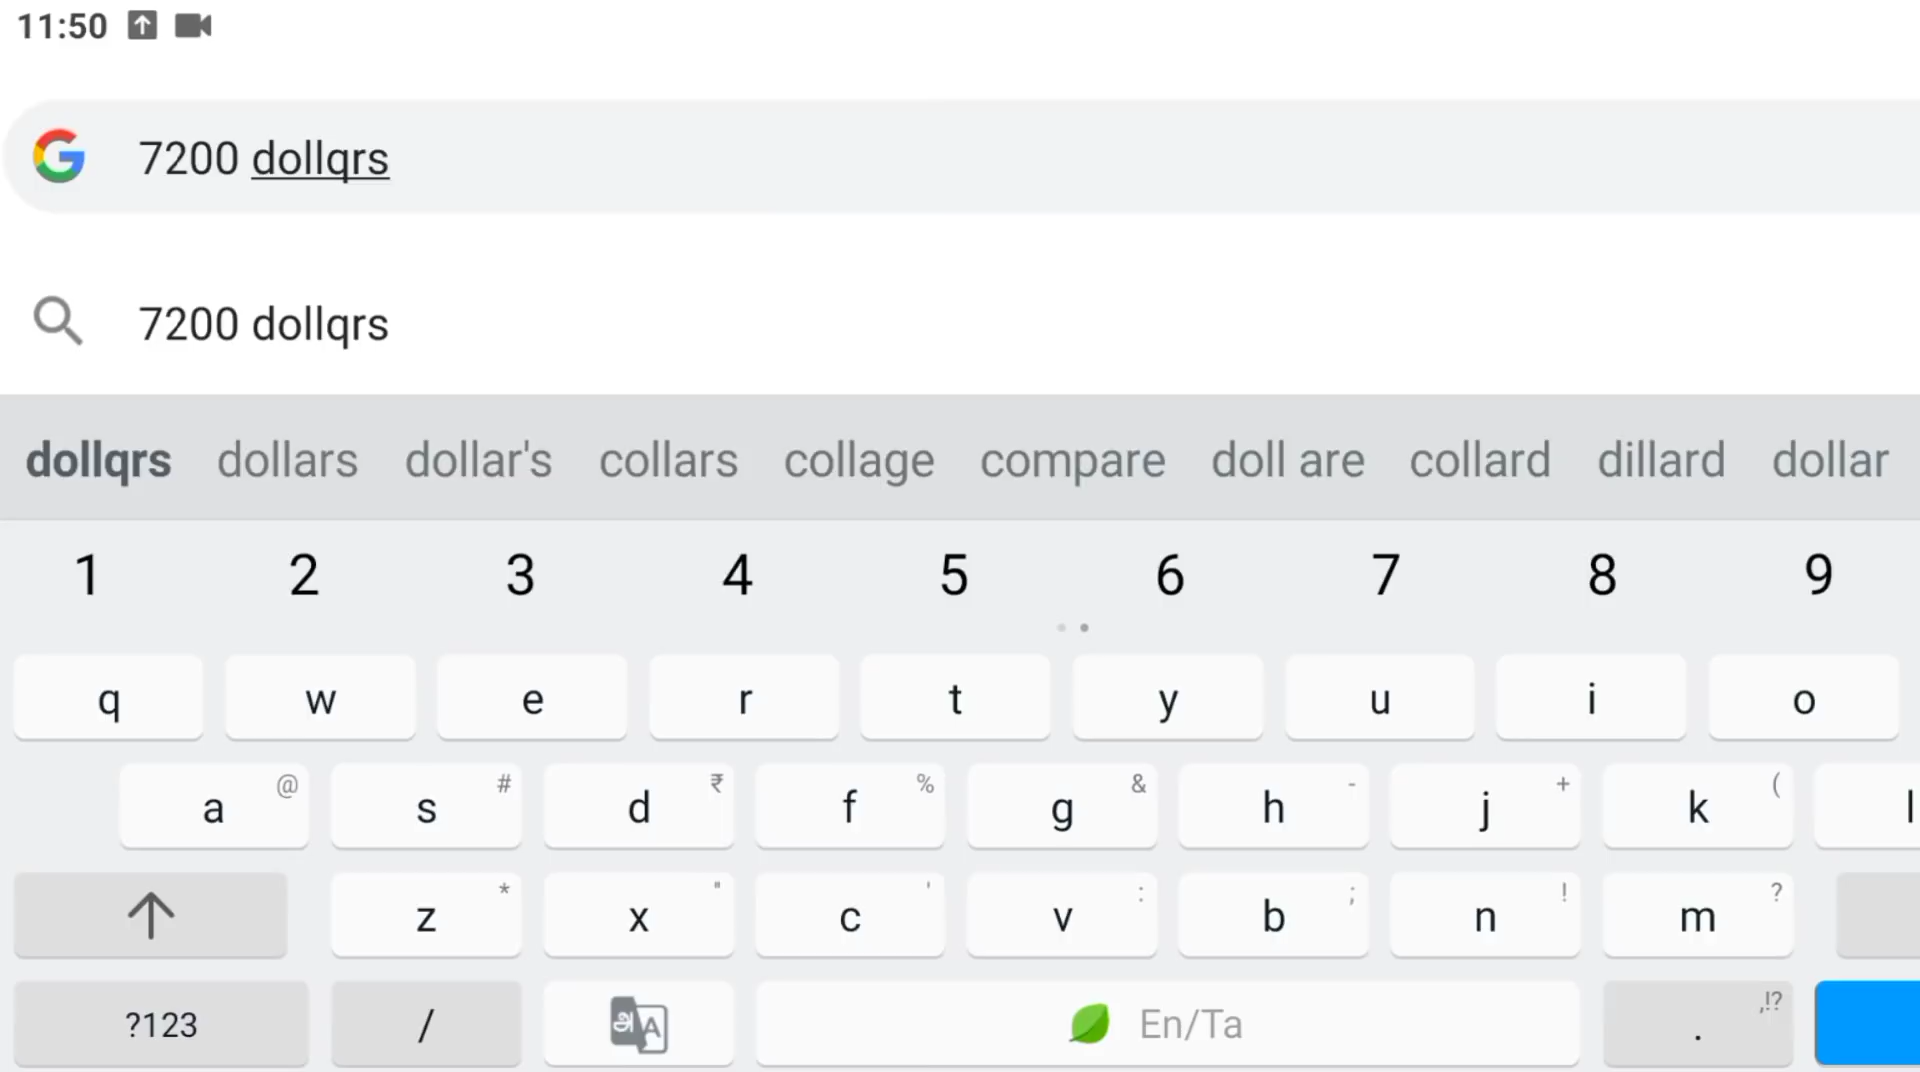 11:50
7200 dollqrs
7200 dollqrs
dollqrs dollars dollar's collars collage compare doll are collard dillard dollar
1 2 3 4 5 6 7 8 9
q w e r t y u i o
a @ s # d ₹ f % g & h - j + k ( l
z * x " c ' v : b ; n ! m ?
?123 / அ A En/Ta . ,!?